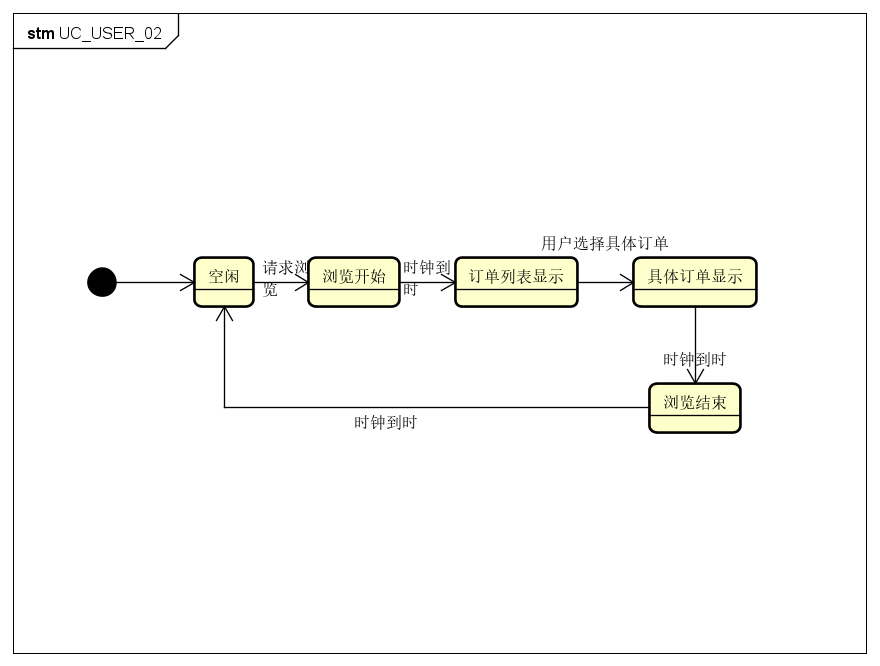 stm UC_USER_02
用户选择具体订单
请求浏
览
时钟到
时
空闲
浏览开始
订单列表显示
具体订单显示
时钟到时
浏览结束
时钟到时